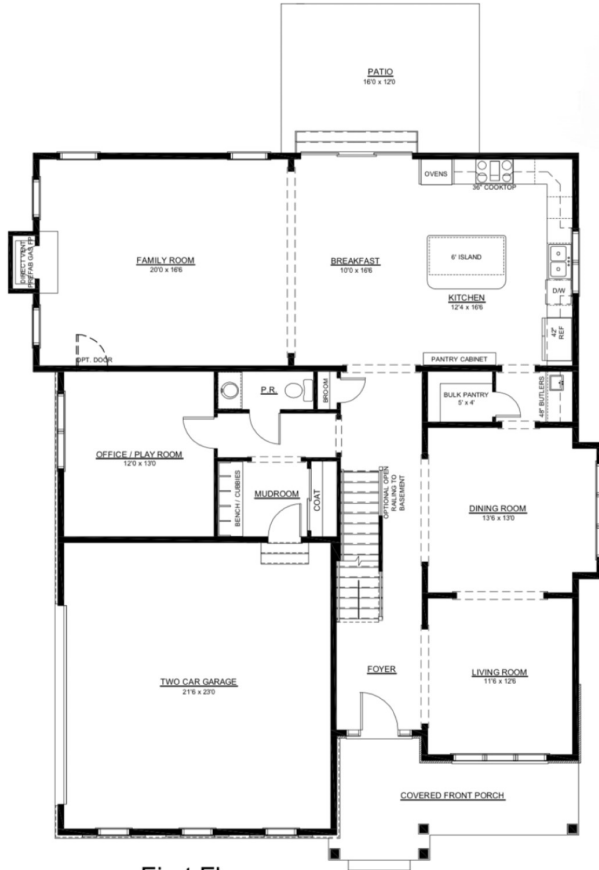 PATIO
16'0 x 12'0
OVENS
36" COOKTOP
FAMILY ROOM
20'0 x 16'6
BREAKFAST
10'0 x 16'6
6' ISLAND
DIRECT VENT
PREFAB GAS FP
D/W
KITCHEN
12'4 x 16'6
42"
REF
OPT. DOOR
PANTRY CABINET
P.R.
BROOM
BULK PANTRY
5' x 4'
48" BUTLERS
OFFICE / PLAY ROOM
12'0 x 13'0
BENCH / CUBBIES
MUDROOM
COAT
OPTIONAL OPEN
RAILING TO
BASEMENT
DINING ROOM
13'6 x 13'0
TWO CAR GARAGE
21'6 x 23'0
FOYER
LIVING ROOM
11'6 x 12'6
COVERED FRONT PORCH